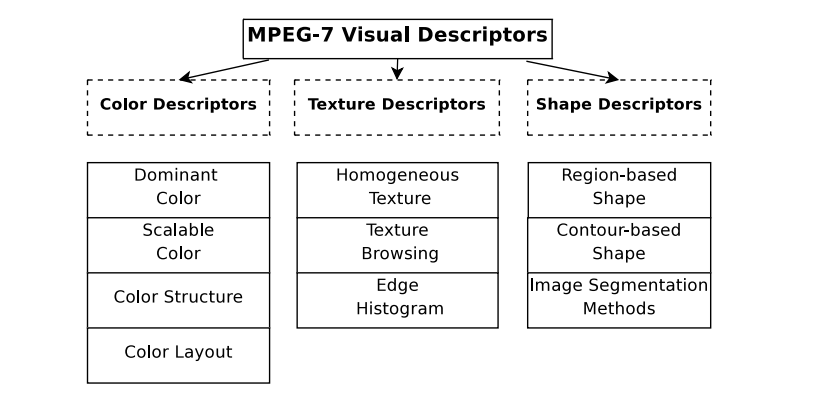 MPEG-7 Visual Descriptors
Color Descriptors
Texture Descriptors
Shape Descriptors
Dominant
Color
Scalable
Color
Color Structure
Color Layout
Homogeneous
Texture
Texture
Browsing
Edge
Histogram
Region-based
Shape
Contour-based
Shape
Image Segmentation
Methods